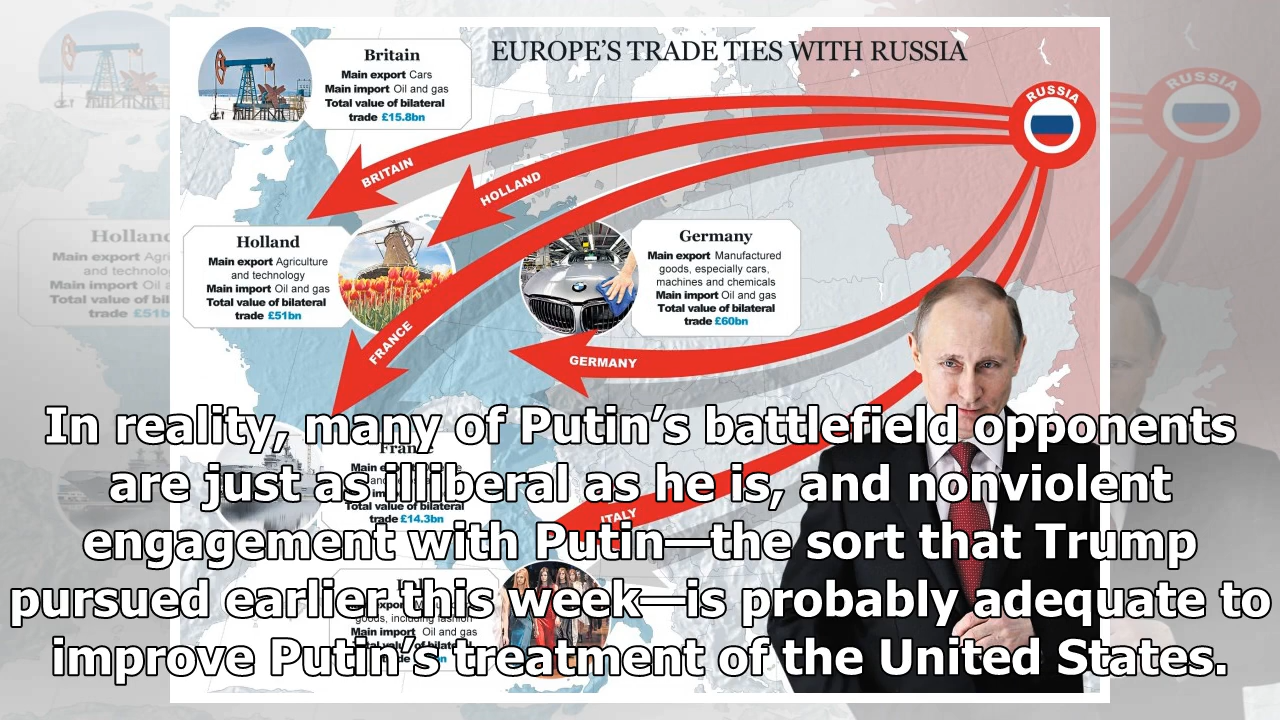 EUROPE'S TRADE TIES WITH RUSSIA
RUSSIA
Britain
Main export Cars
Main import Oil and gas
Total value of bilateral
trade £15.8bn
BRITAIN
HOLLAND
Holland
Main export Agriculture
and technology
Main import Oil and gas
Total value of bilateral
trade £51bn
Germany
Main export Manufactured
goods, especially cars,
machines and chemicals
Main import Oil and gas
Total value of bilateral
trade £60bn
FRANCE
GERMANY
ITALY
France
Total value of bilateral
trade £14.3bn
goods, including fashion
Main import Oil and gas
In reality, many of Putin’s battlefield opponents
are just as illiberal as he is, and nonviolent
engagement with Putin—the sort that Trump
pursued earlier this week—is probably adequate to
improve Putin’s treatment of the United States.
RUSSIA